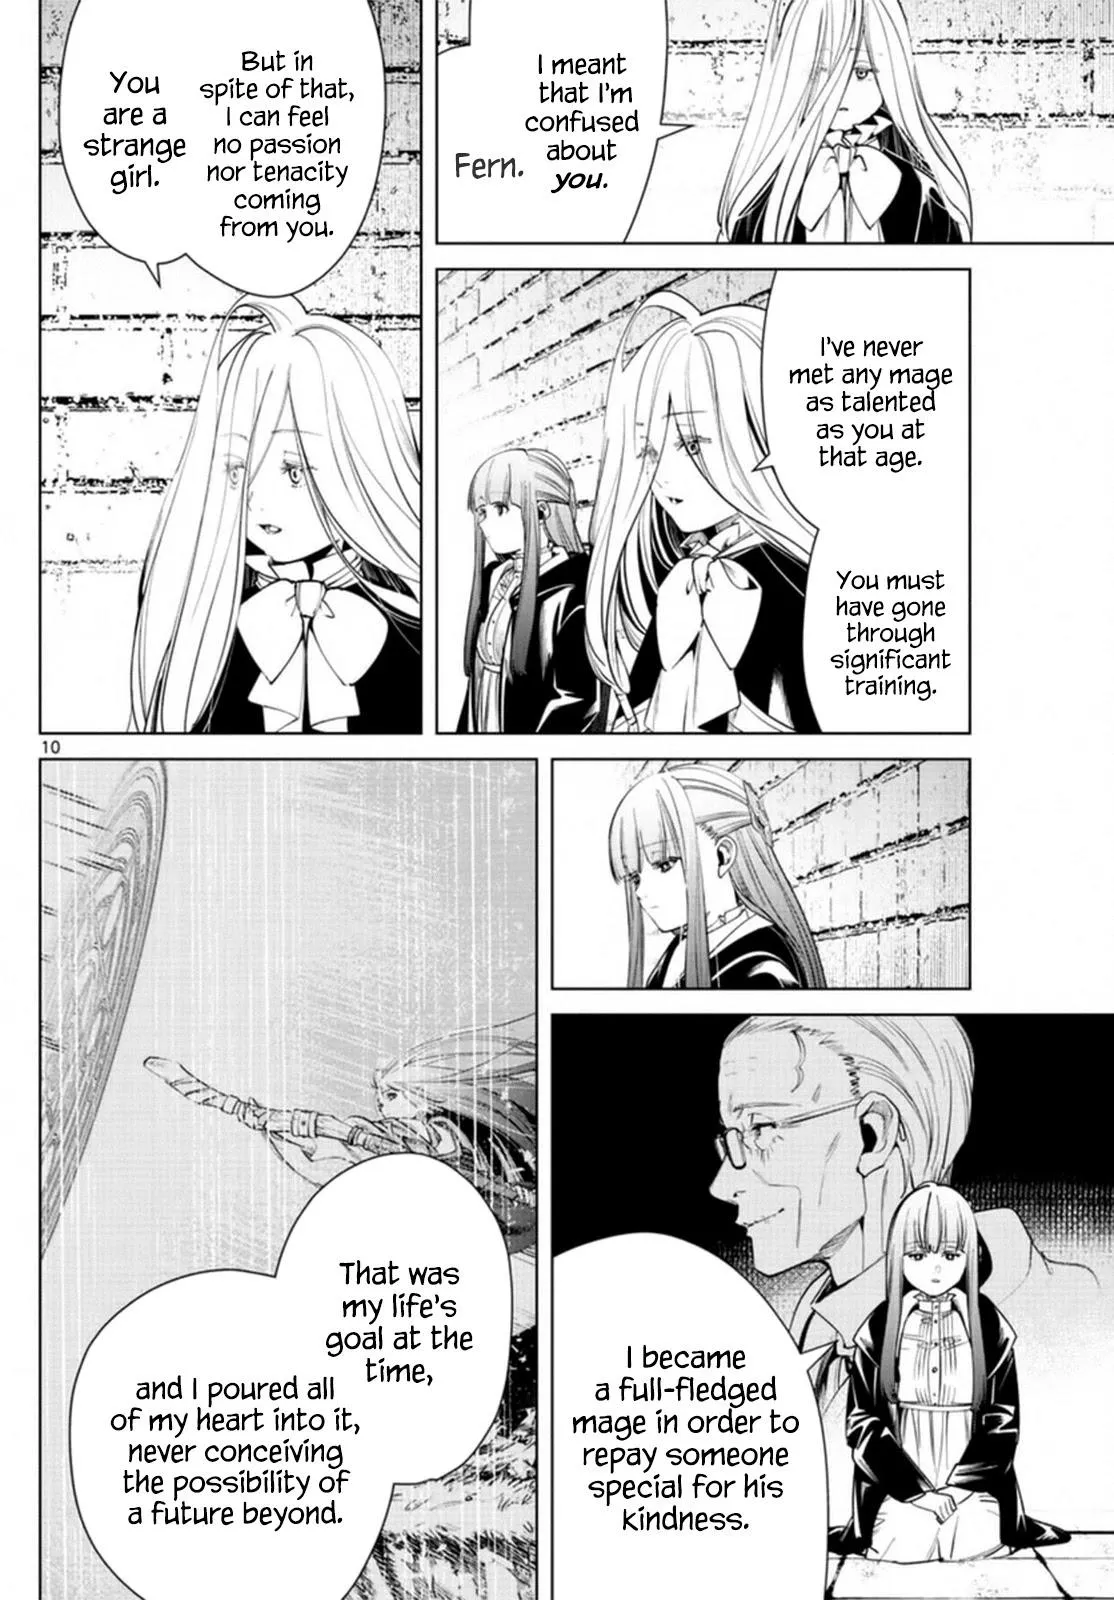 I meant
that I'm
confused
about
you.
Fern.
I've never
met any mage
as talented
as you at
that age.
You must
have gone
through
significant
training.
But in
spite of that,
I can feel
no passion
nor tenacity
coming
from you.
You
are a
strange
girl.
10
I became
a full-fledged
mage in order to
repay someone
special for his
kindness.
That was
my life's
goal at the
time,
and I poured all
of my heart into it,
never conceiving
the possibility of
a future beyond.